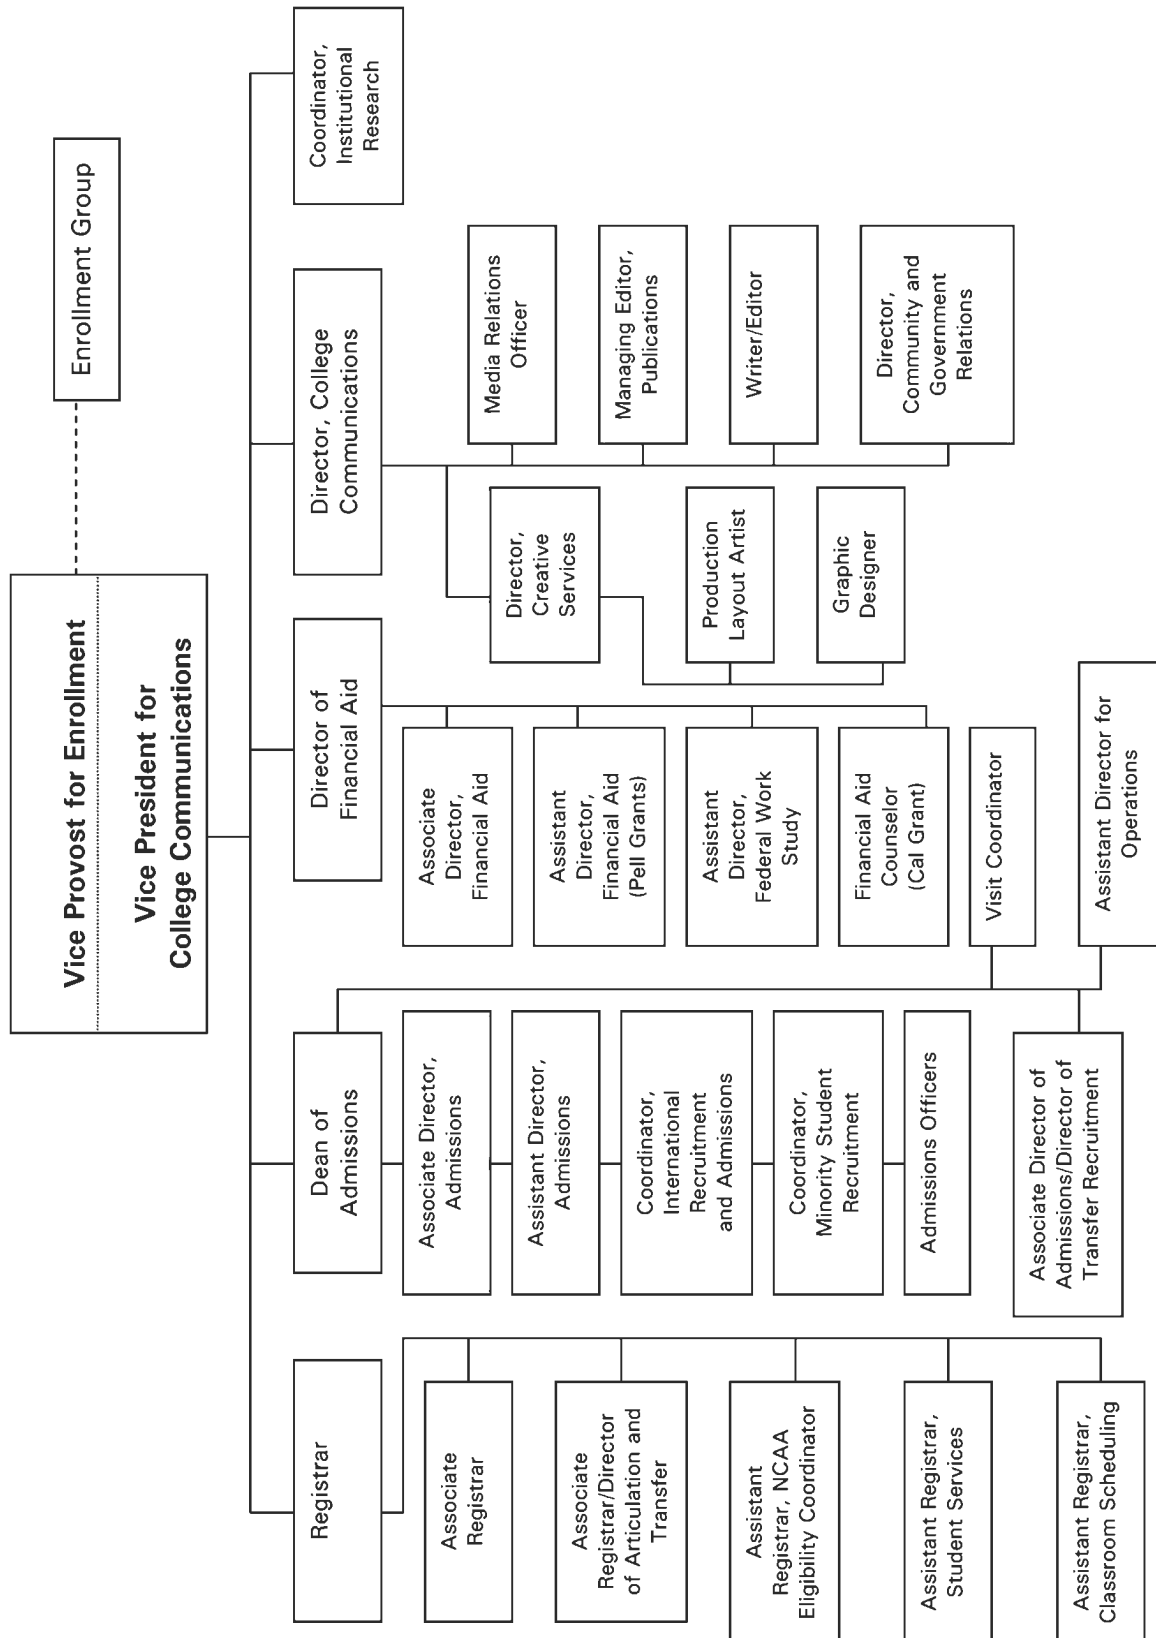 Vice Provost for Enrollment
Vice President for
College Communications
Enrollment Group
Registrar
Associate
Registrar
Associate
Registrar/Director
of Articulation and
Transfer
Assistant
Registrar, NCAA
Eligibility Coordinator
Assistant Registrar,
Student Services
Assistant Registrar,
Classroom Scheduling
Dean of
Admissions
Associate Director,
Admissions
Assistant Director,
Admissions
Coordinator,
International
Recruitment
and Admissions
Coordinator,
Minority Student
Recruitment
Admissions Officers
Associate Director of
Admissions/Director of
Transfer Recruitment
Visit Coordinator
Assistant Director for
Operations
Director of
Financial Aid
Associate
Director,
Financial Aid
Assistant
Director,
Financial Aid
(Pell Grants)
Assistant
Director,
Federal Work
Study
Financial Aid
Counselor
(Cal Grant)
Director, College
Communications
Director,
Creative
Services
Production
Layout Artist
Graphic
Designer
Media Relations
Officer
Managing Editor,
Publications
Writer/Editor
Director,
Community and
Government
Relations
Coordinator,
Institutional
Research